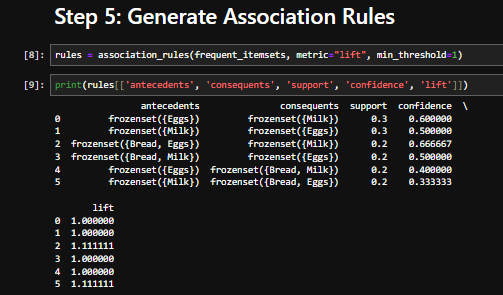 Step 5: Generate Association Rules
[8]: rules = association_rules(frequent_itemsets, metric="lift", min_threshold=1)
[9]: print(rules[['antecedents', 'consequents', 'support', 'confidence', 'lift']])
antecedents consequents support confidence \
0 frozenset({Eggs}) frozenset({Milk}) 0.3 0.600000
1 frozenset({Milk}) frozenset({Eggs}) 0.3 0.500000
2 frozenset({Bread, Eggs}) frozenset({Milk}) 0.2 0.666667
3 frozenset({Bread, Milk}) frozenset({Eggs}) 0.2 0.500000
4 frozenset({Eggs}) frozenset({Bread, Milk}) 0.2 0.400000
5 frozenset({Milk}) frozenset({Bread, Eggs}) 0.2 0.333333
lift
0 1.000000
1 1.000000
2 1.111111
3 1.000000
4 1.000000
5 1.111111